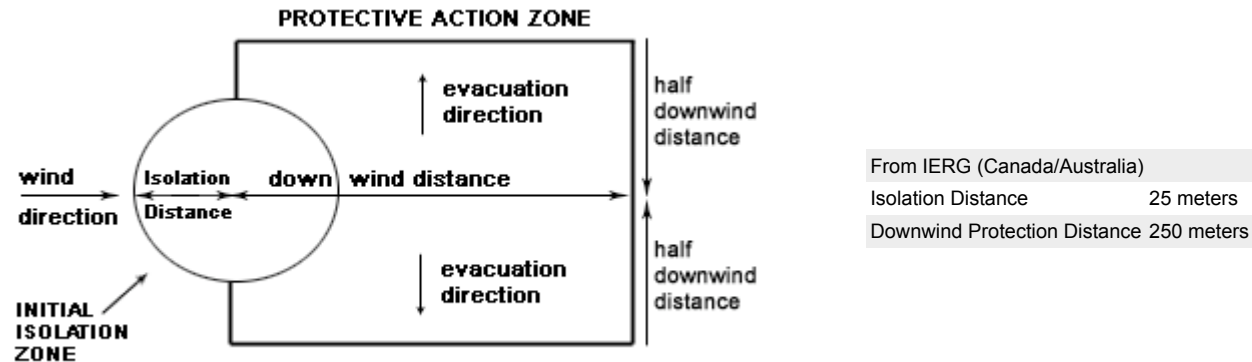 PROTECTIVE ACTION ZONE
evacuation
direction
half
downwind
distance
wind
direction
Isolation
Distance
down wind distance
evacuation
direction
half
downwind
distance
INITIAL
ISOLATION
ZONE
From IERG (Canada/Australia)
Isolation Distance 25 meters
Downwind Protection Distance 250 meters